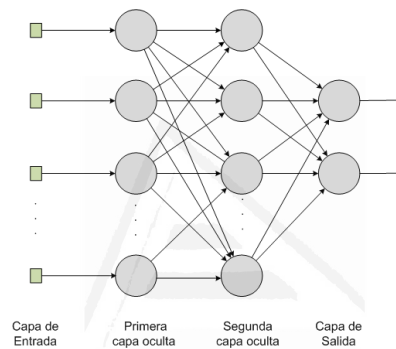 Capa de
Entrada
Primera
capa oculta
Segunda
capa oculta
Capa de
Salida